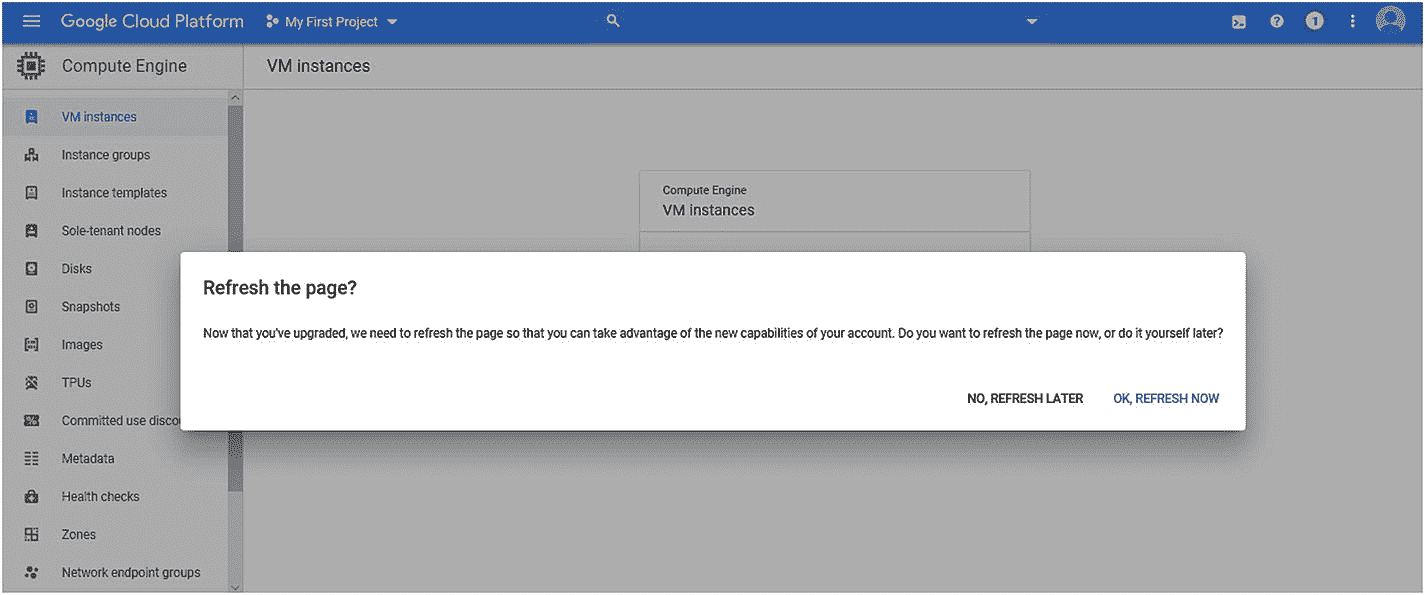 Google Cloud Platform My First Project 1
Compute Engine VM instances
VM instances
Instance groups
Compute Engine
Instance templates
VM instances
Sole-tenant nodes
Disks
Refresh the page?
Snapshots
Now that you've upgraded, we need to refresh the page so that you can take advantage of the new capabilities of your account. Do you want to refresh the page now, or do it yourself later?
Images
TPUs
NO, REFRESH LATER OK, REFRESH NOW
Committed use disco
Metadata
Health checks
Zones
Network endpoint groups